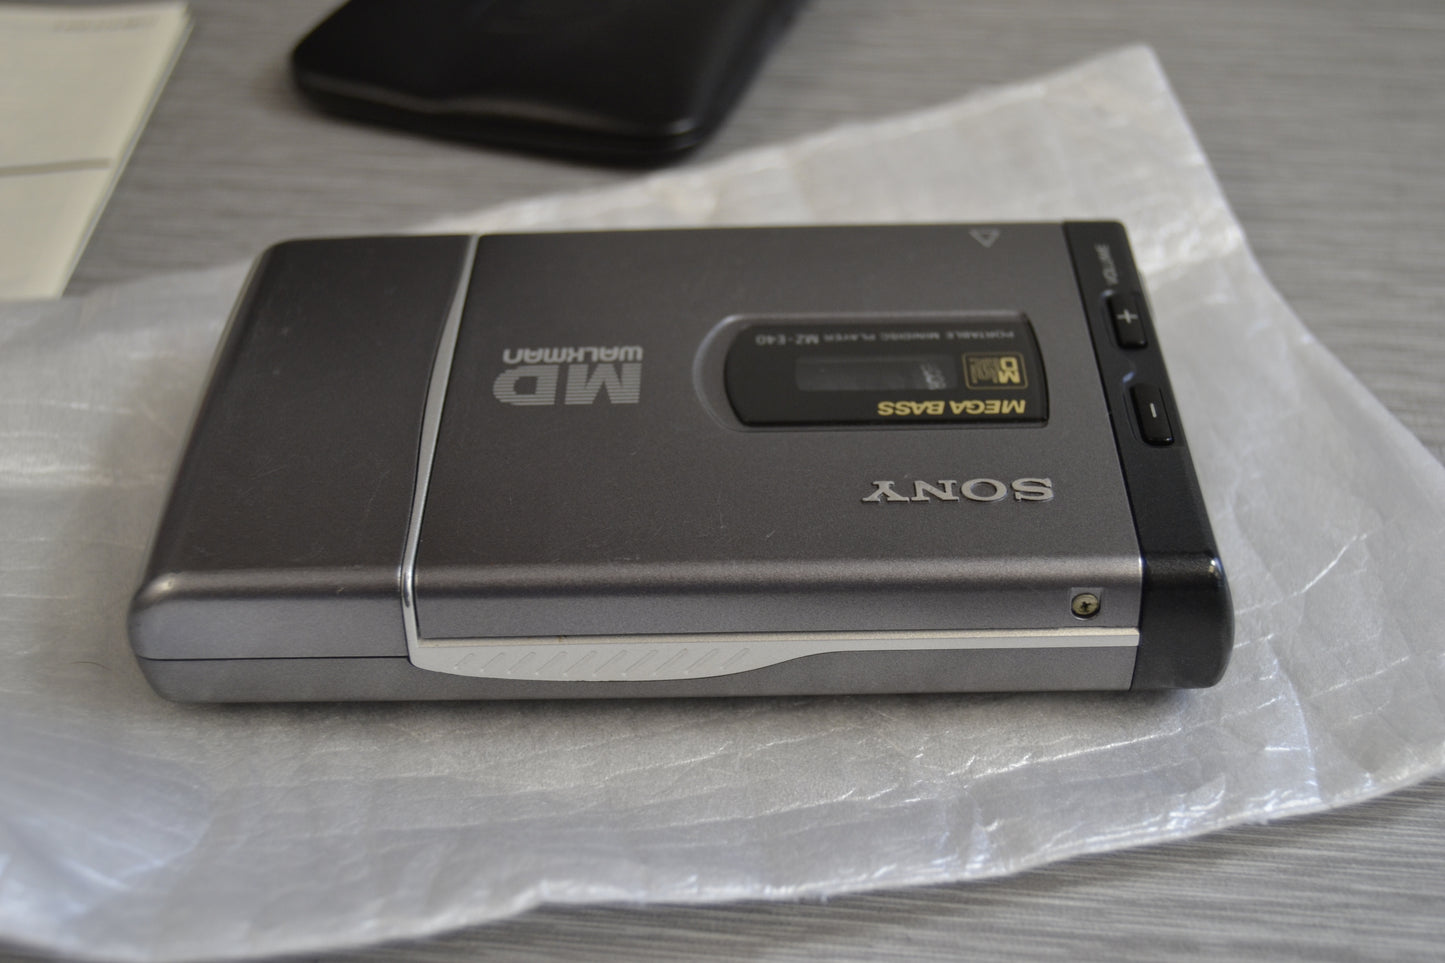 SONY
MEGA BASS
PORTABLE MINIDISC PLAYER MZ-E40
MD
WALKMAN
VOLUME
+
-